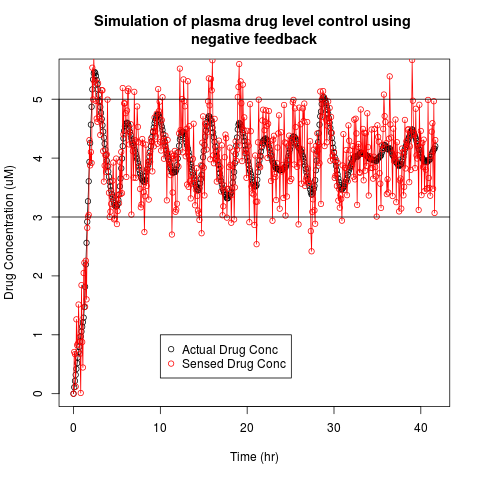 Simulation of plasma drug level control using
negative feedback
Drug Concentration (uM)
5
4
3
2
1
0
Actual Drug Conc
Sensed Drug Conc
0 10 20 30 40
Time (hr)